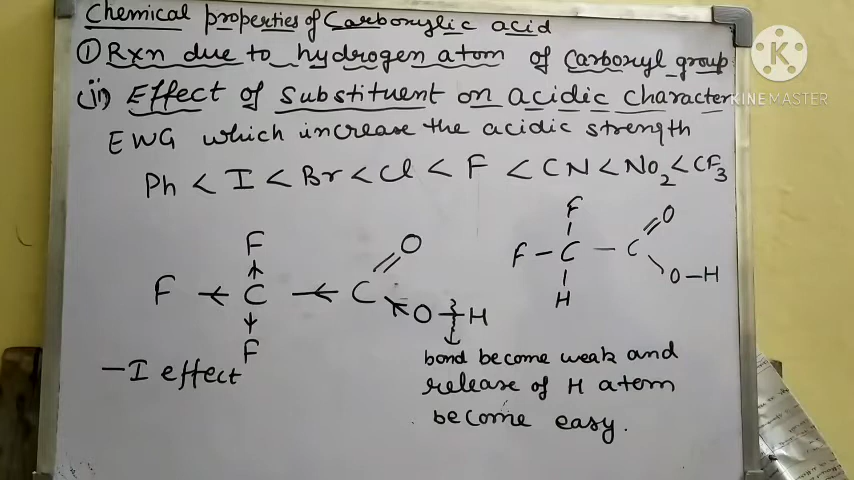 Chemical properties of Carboxylic acid
① Rxn due to hydrogen atom of carboxyl group
(ii) Effect of substituent on acidic character
KINEMASTER
EWG which increase the acidic strength
Ph < I < Br < Cl < F < CN < NO2 < CF3
F
F
O
F - C - C
O - H
H
F
O
F C C
O H
F
- I effect
bond become weak and
release of H atom
become easy.